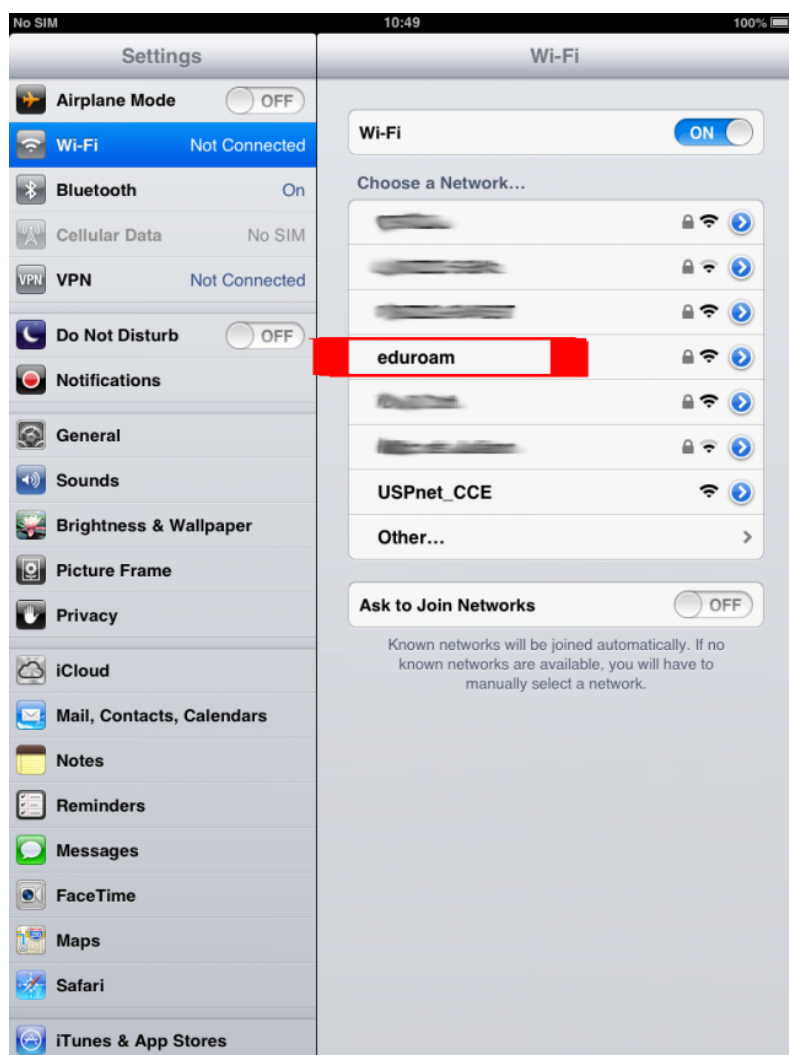 No SIM 10:49 100%
Settings
Airplane Mode OFF
Wi-Fi Not Connected
Bluetooth On
Cellular Data No SIM
VPN VPN Not Connected
Do Not Disturb OFF
Notifications
General
Sounds
Brightness & Wallpaper
Picture Frame
Privacy
iCloud
Mail, Contacts, Calendars
Notes
Reminders
Messages
FaceTime
Maps
Safari
iTunes & App Stores
Wi-Fi
Wi-Fi ON
Choose a Network...
eduroam
USPnet_CCE
Other...
Ask to Join Networks OFF
Known networks will be joined automatically. If no
known networks are available, you will have to
manually select a network.